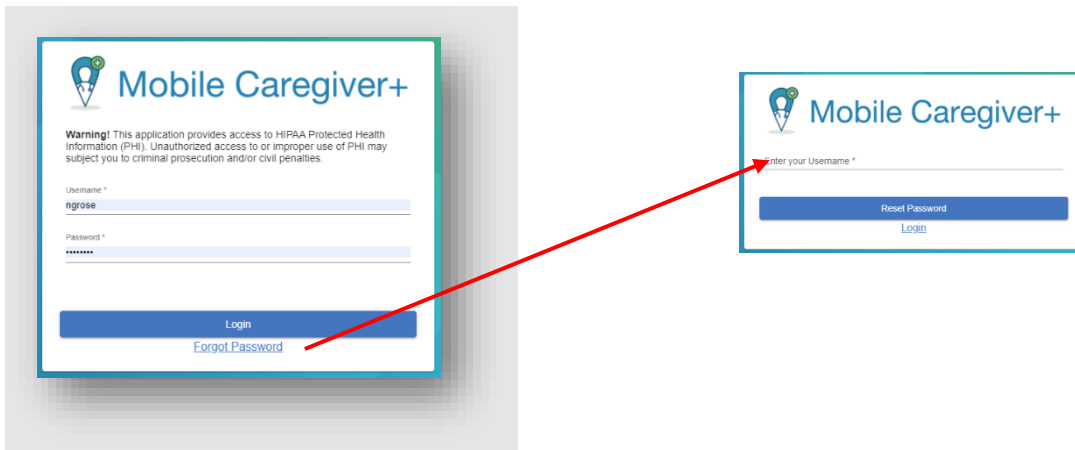 Mobile Caregiver+
Warning! This application provides access to HIPAA Protected Health
Information (PHI). Unauthorized access to or improper use of PHI may
subject you to criminal prosecution and/or civil penalties.
Username *
ngrose
Password *
••••••••
Login
Forgot Password
Mobile Caregiver+
Enter your Username *
Reset Password
Login